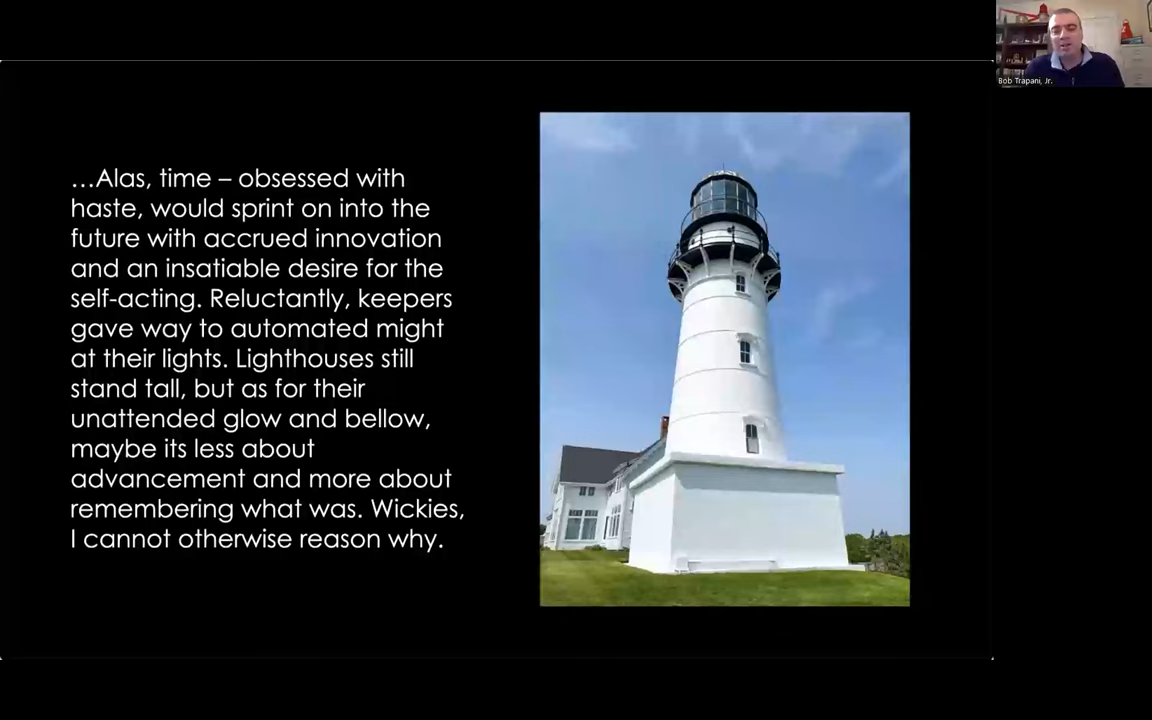 …Alas, time – obsessed with
haste, would sprint on into the
future with accrued innovation
and an insatiable desire for the
self-acting. Reluctantly, keepers
gave way to automated might
at their lights. Lighthouses still
stand tall, but as for their
unattended glow and bellow,
maybe its less about
advancement and more about
remembering what was. Wickies,
I cannot otherwise reason why.
Bob Trapani, Jr.